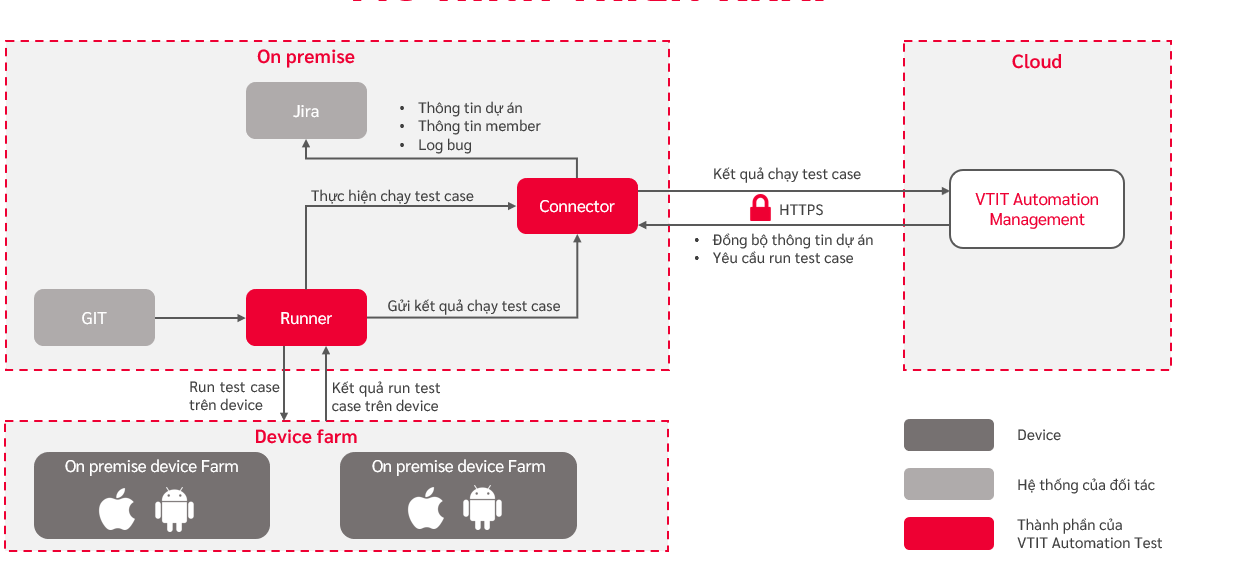 On premise
Cloud
Jira
• Thông tin dự án
• Thông tin member
• Log bug
Thực hiện chạy test case
Connector
Kết quả chạy test case
HTTPS
• Đồng bộ thông tin dự án
• Yêu cầu run test case
VTIT Automation
Management
GIT
Runner
Gửi kết quả chạy test case
Run test case
trên device
Kết quả run test
case trên device
Device farm
On premise device Farm
On premise device Farm
Device
Hệ thống của đối tác
Thành phần của
VTIT Automation Test